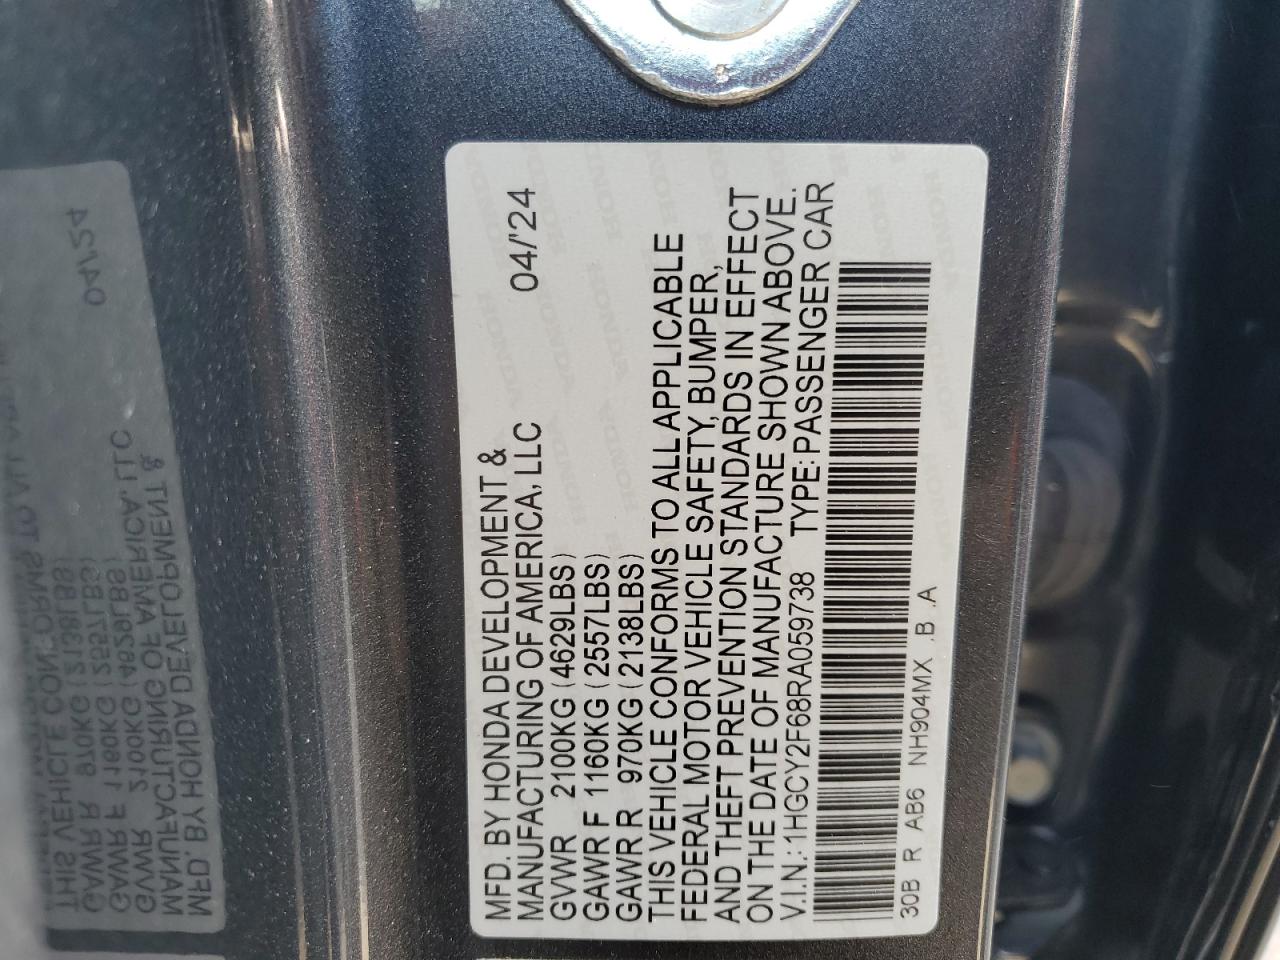 MFD. BY HONDA DEVELOPMENT &
MANUFACTURING OF AMERICA, LLC 04/'24
GVWR 2100KG (4629LBS)
GAWR F 1160KG (2557LBS)
GAWR R 970KG (2138LBS)
THIS VEHICLE CONFORMS TO ALL APPLICABLE
FEDERAL MOTOR VEHICLE SAFETY, BUMPER,
AND THEFT PREVENTION STANDARDS IN EFFECT
ON THE DATE OF MANUFACTURE SHOWN ABOVE.
V.I.N.: 1HGCY2F68RA059738 TYPE: PASSENGER CAR
30B R AB6 NH904MX .B .A